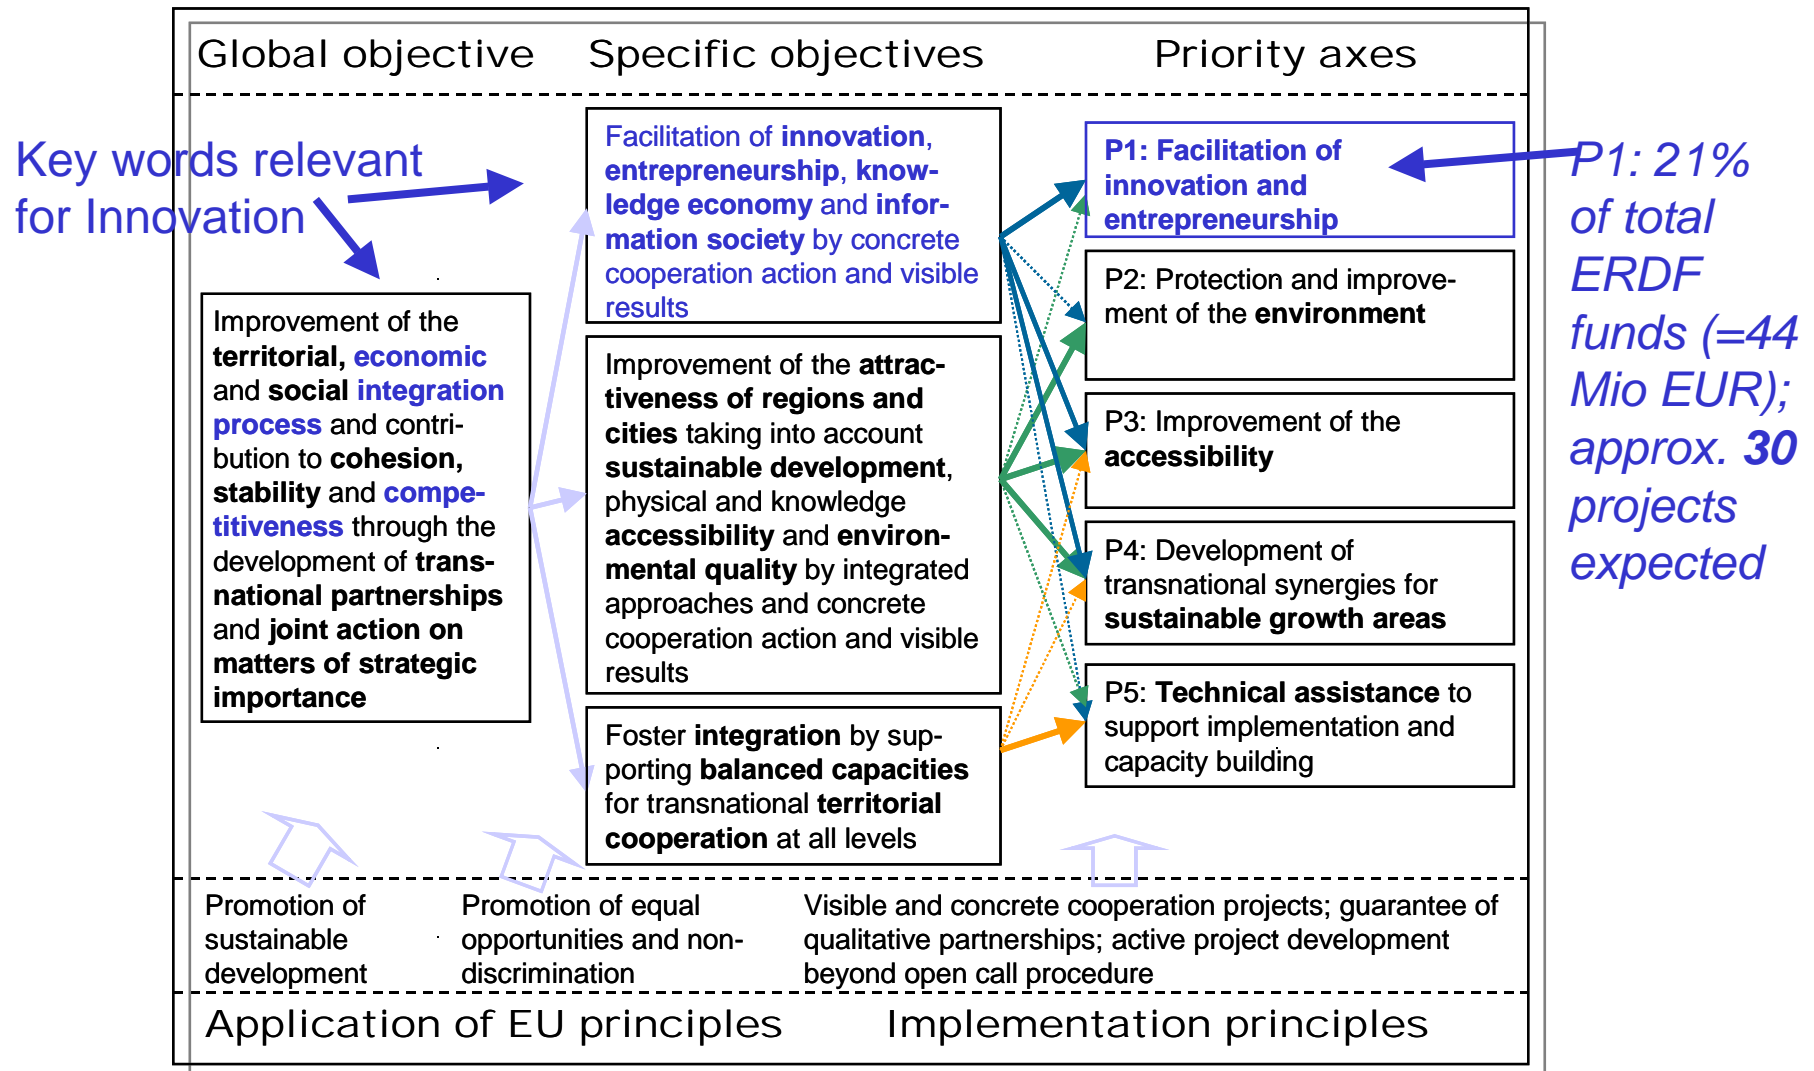 Global objective
Specific objectives
Priority axes
Key words relevant
for Innovation
Improvement of the
territorial, economic
and social integration
process and contri-
bution to cohesion,
stability and compe-
titiveness through the
development of trans-
national partnerships
and joint action on
matters of strategic
importance
Facilitation of innovation,
entrepreneurship, know-
ledge economy and infor-
mation society by concrete
cooperation action and visible
results
Improvement of the attrac-
tiveness of regions and
cities taking into account
sustainable development,
physical and knowledge
accessibility and environ-
mental quality by integrated
approaches and concrete
cooperation action and visible
results
Foster integration by sup-
porting balanced capacities
for transnational territorial
cooperation at all levels
P1: Facilitation of
innovation and
entrepreneurship
P2: Protection and improve-
ment of the environment
P3: Improvement of the
accessibility
P4: Development of
transnational synergies for
sustainable growth areas
P5: Technical assistance to
support implementation and
capacity building
P1: 21%
of total
ERDF
funds (=44
Mio EUR);
approx. 30
projects
expected
Promotion of
sustainable
development
Promotion of equal
opportunities and non-
discrimination
Visible and concrete cooperation projects; guarantee of
qualitative partnerships; active project development
beyond open call procedure
Application of EU principles
Implementation principles